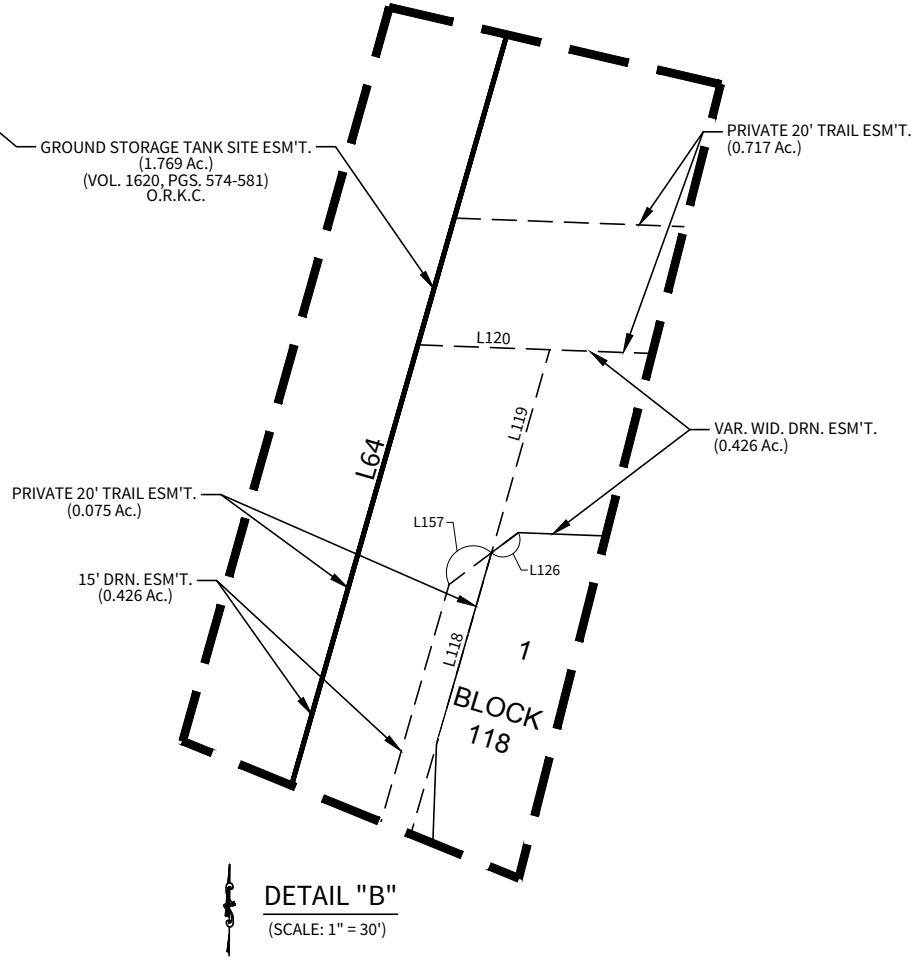 GROUND STORAGE TANK SITE ESM'T.
(1.769 Ac.)
(VOL. 1620, PGS. 574-581)
O.R.K.C.
PRIVATE 20' TRAIL ESM'T.
(0.717 Ac.)
L120
L119
L64
VAR. WID. DRN. ESM'T.
(0.426 Ac.)
PRIVATE 20' TRAIL ESM'T.
(0.075 Ac.)
L157
L126
15' DRN. ESM'T.
(0.426 Ac.)
L118
1
BLOCK
118
DETAIL "B"
(SCALE: 1" = 30')